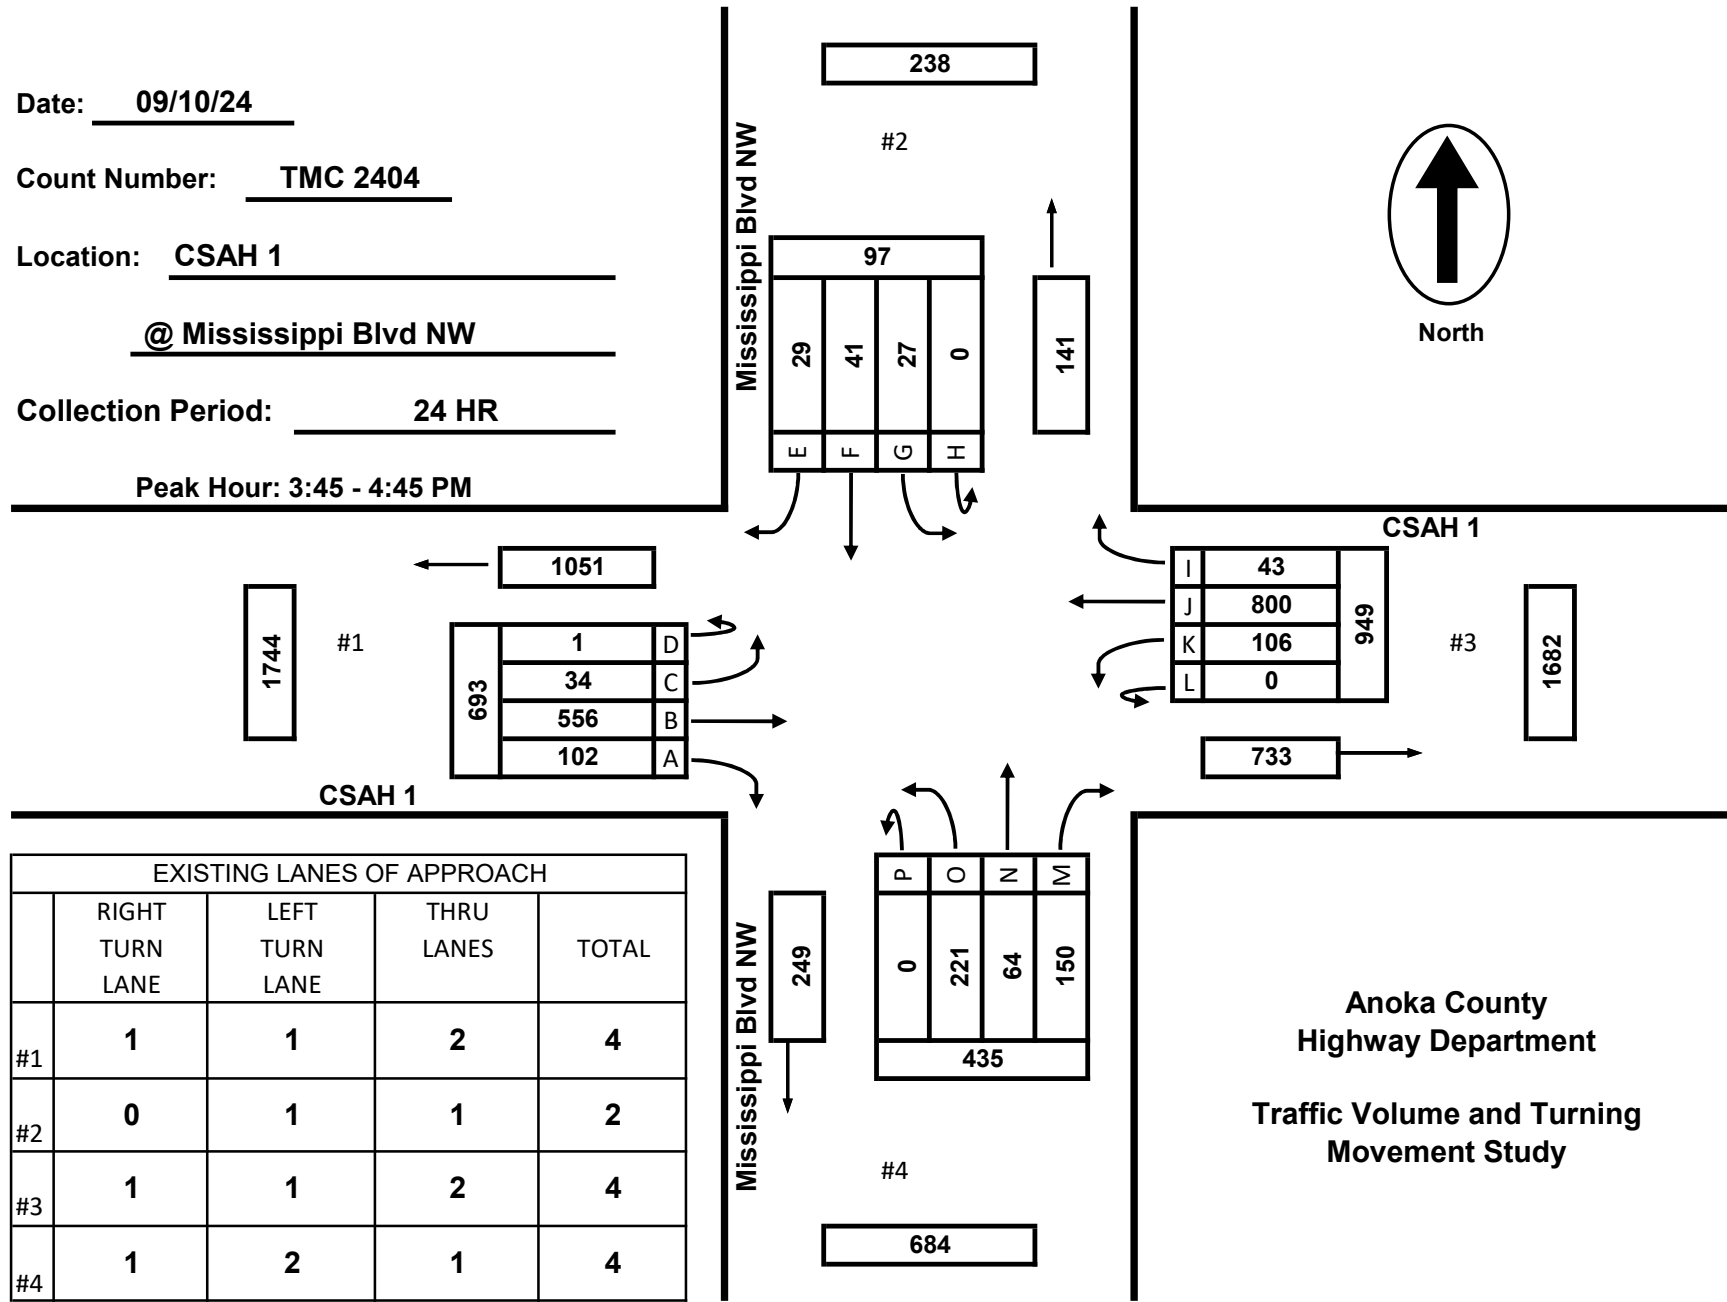 Date: 09/10/24
Count Number: TMC 2404
Location: CSAH 1
@ Mississippi Blvd NW
Collection Period: 24 HR
Peak Hour: 3:45 - 4:45 PM
238
#2
Mississippi Blvd NW
97
29 41 27 0
E F G H
141
North
CSAH 1
1051
1744
#1
693
1 D
34 C
556 B
102 A
CSAH 1
I 43
J 800
K 106
L 0
949
#3
1682
733
EXISTING LANES OF APPROACH
RIGHT TURN LANE LEFT TURN LANE THRU LANES TOTAL
#1 1 1 2 4
#2 0 1 1 2
#3 1 1 2 4
#4 1 2 1 4
Mississippi Blvd NW
249
P O N M
0 221 64 150
435
#4
684
Anoka County
Highway Department
Traffic Volume and Turning
Movement Study